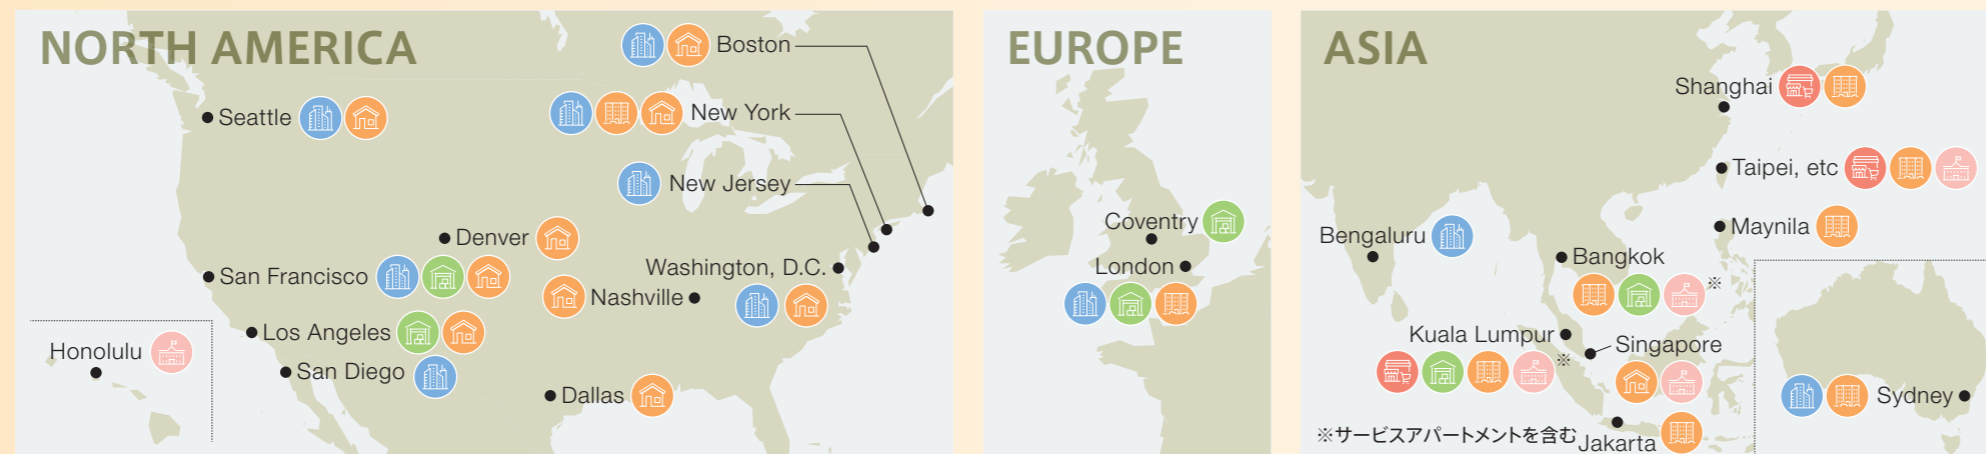 NORTH AMERICA
Boston
Seattle
New York
New Jersey
Denver
San Francisco
Washington, D.C.
Nashville
Los Angeles
Honolulu
San Diego
Dallas
EUROPE
Coventry
London
ASIA
Shanghai
Taipei, etc
Bengaluru
Maynila
Bangkok
※
Kuala Lumpur
Singapore
※
Sydney
※サービスアパートメントを含む
Jakarta